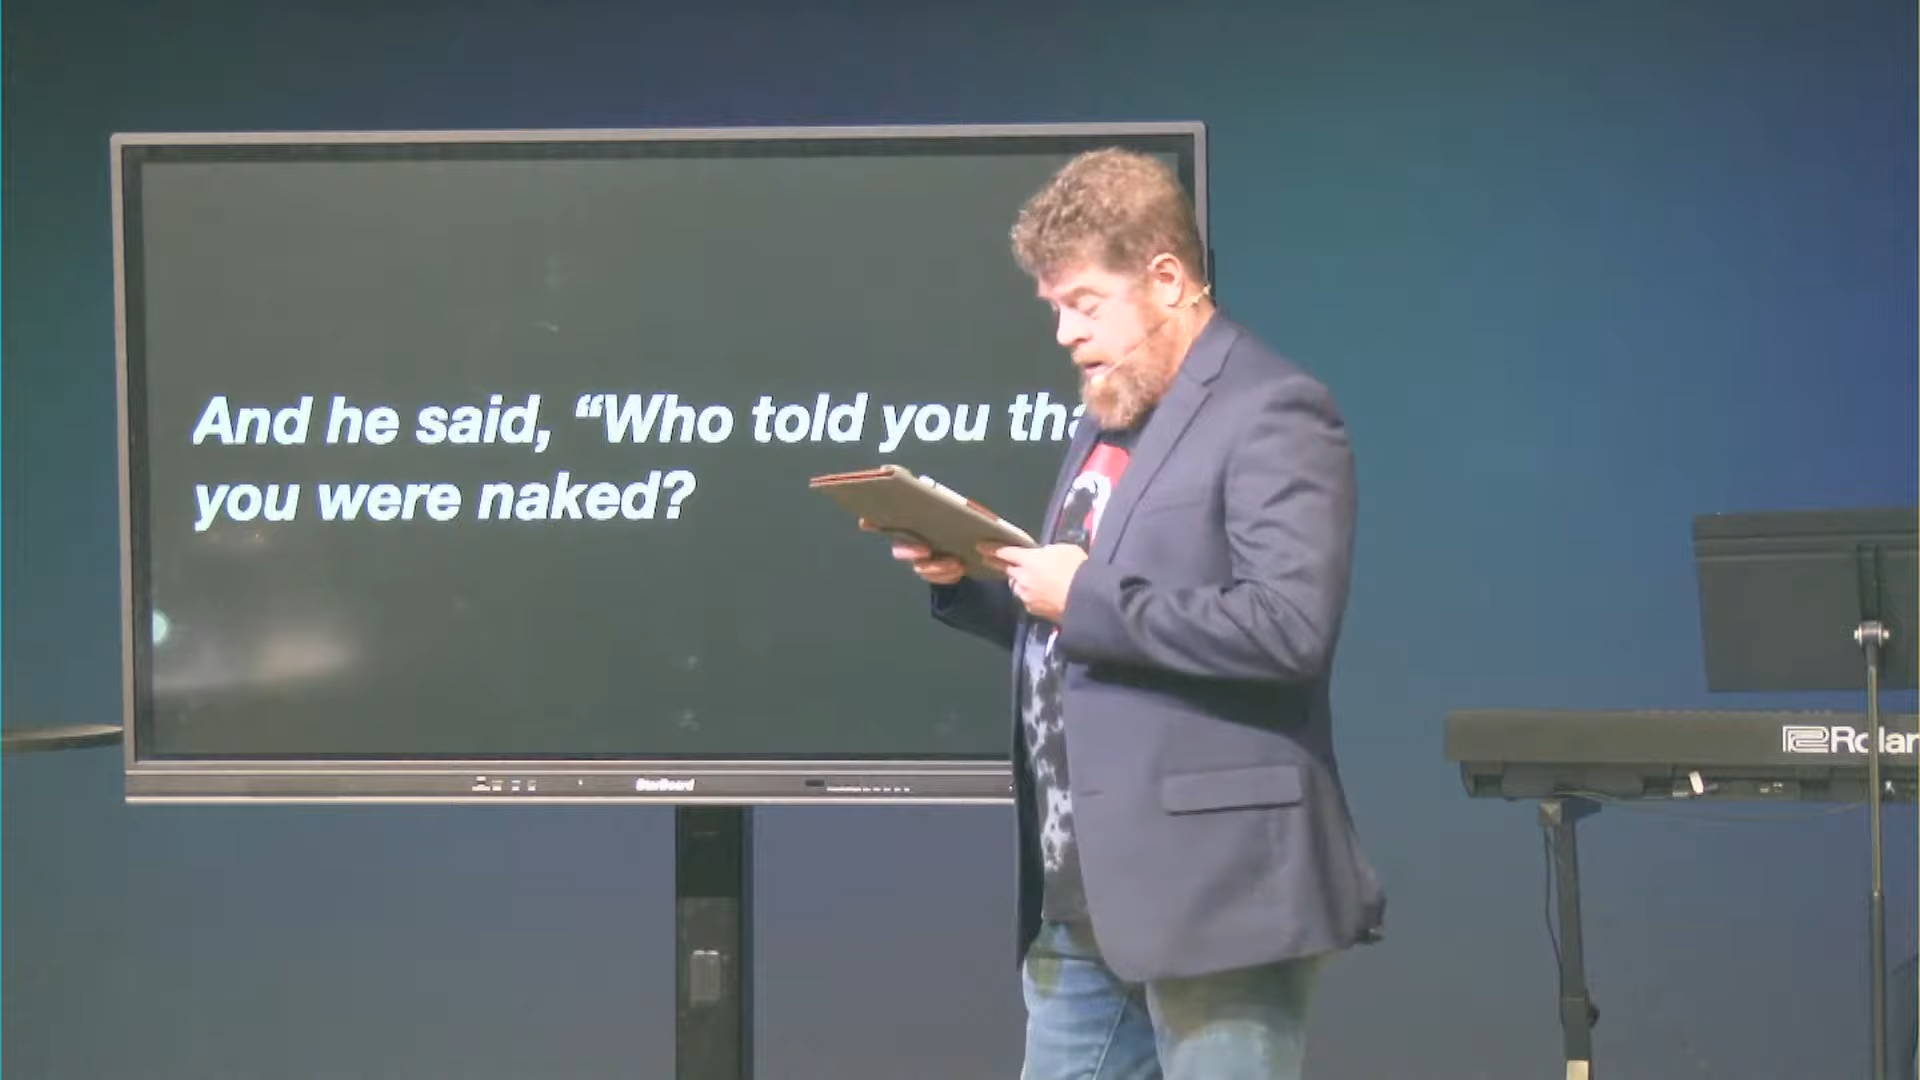 And he said, “Who told you tha
you were naked?
StarBoard
Rolan